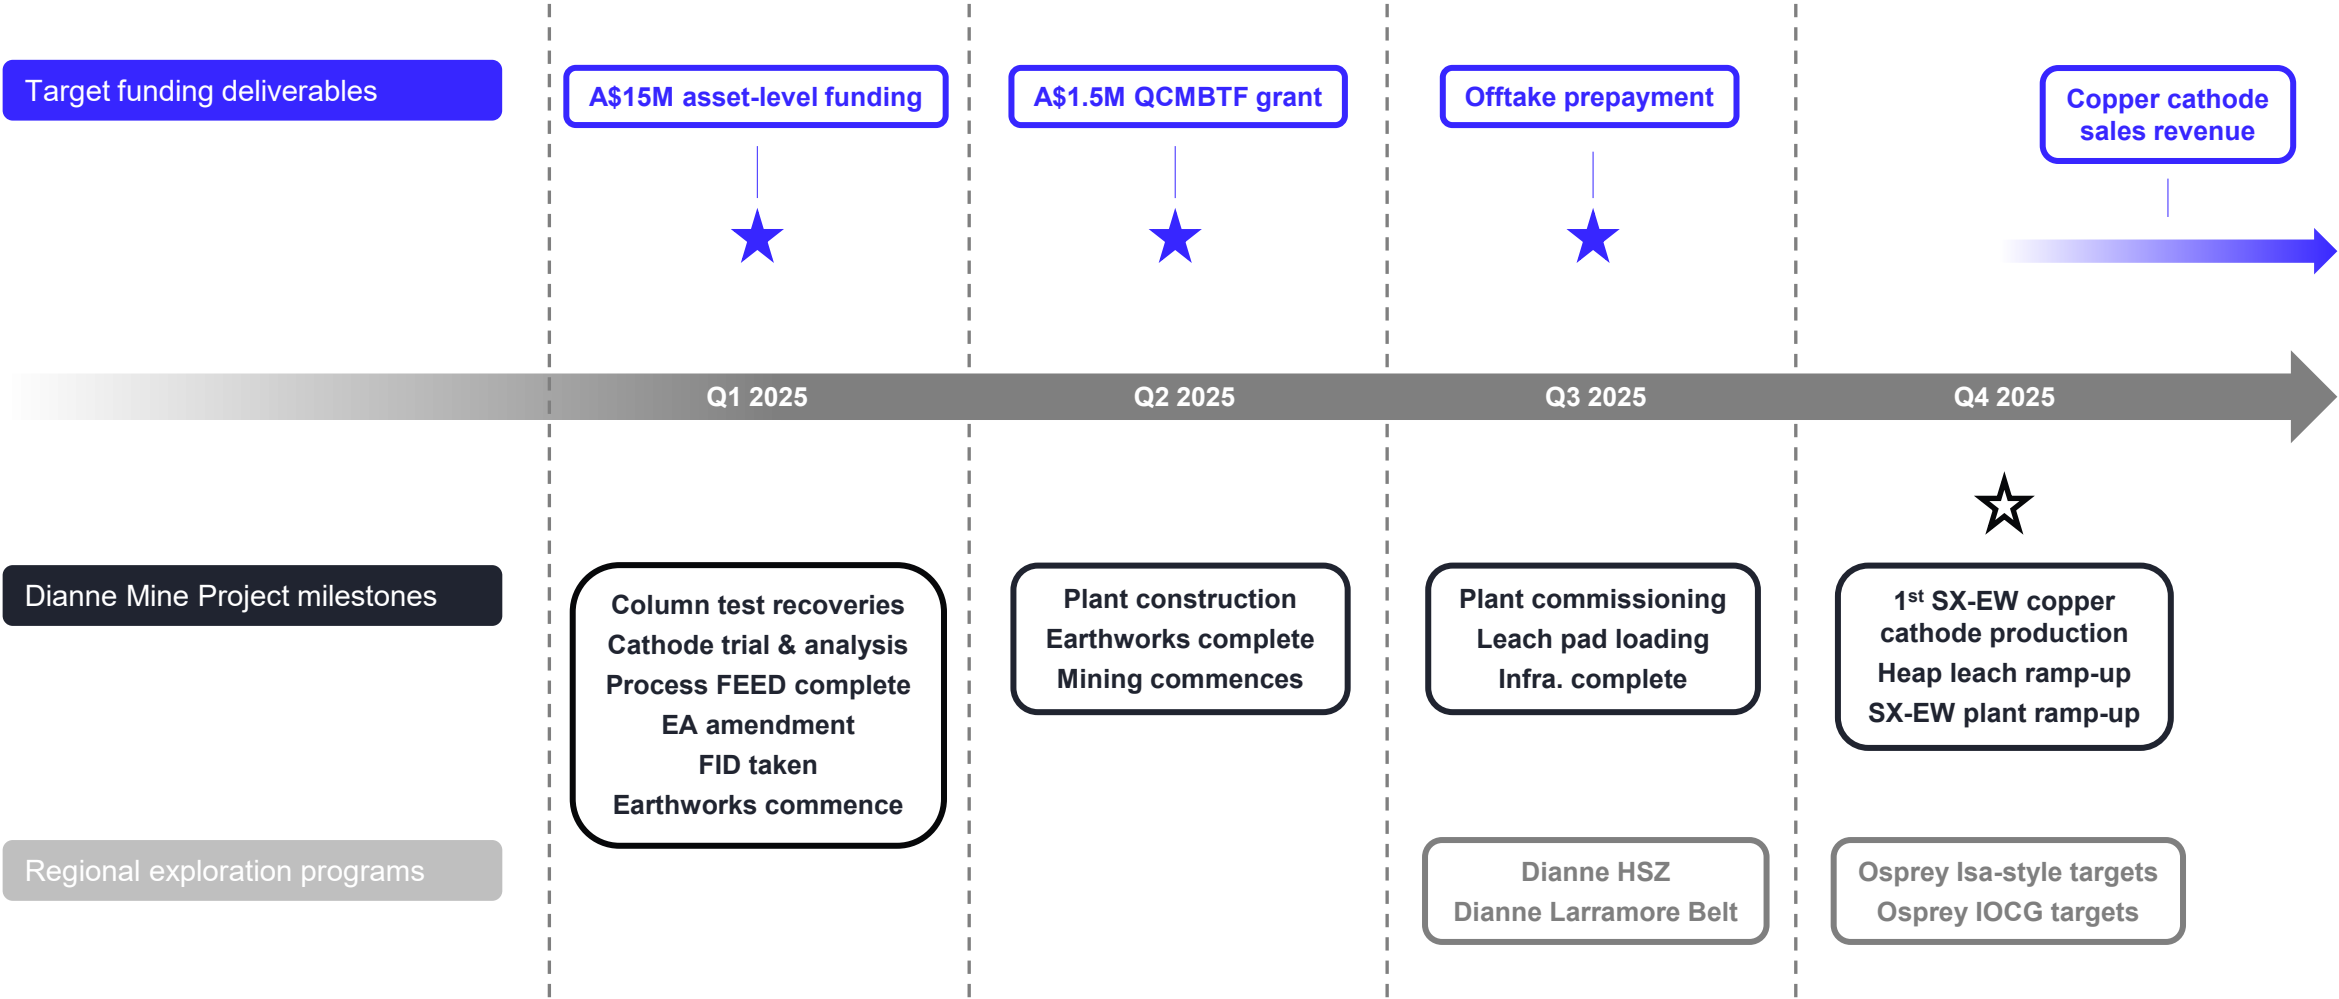 Target funding deliverables
A$15M asset-level funding
A$1.5M QCMBTF grant
Offtake prepayment
Copper cathode
sales revenue
Q1 2025
Q2 2025
Q3 2025
Q4 2025
Dianne Mine Project milestones
Column test recoveries
Cathode trial & analysis
Process FEED complete
EA amendment
FID taken
Earthworks commence
Plant construction
Earthworks complete
Mining commences
Plant commissioning
Leach pad loading
Infra. complete
1st SX-EW copper
cathode production
Heap leach ramp-up
SX-EW plant ramp-up
Regional exploration programs
Dianne HSZ
Dianne Larramore Belt
Osprey Isa-style targets
Osprey IOCG targets